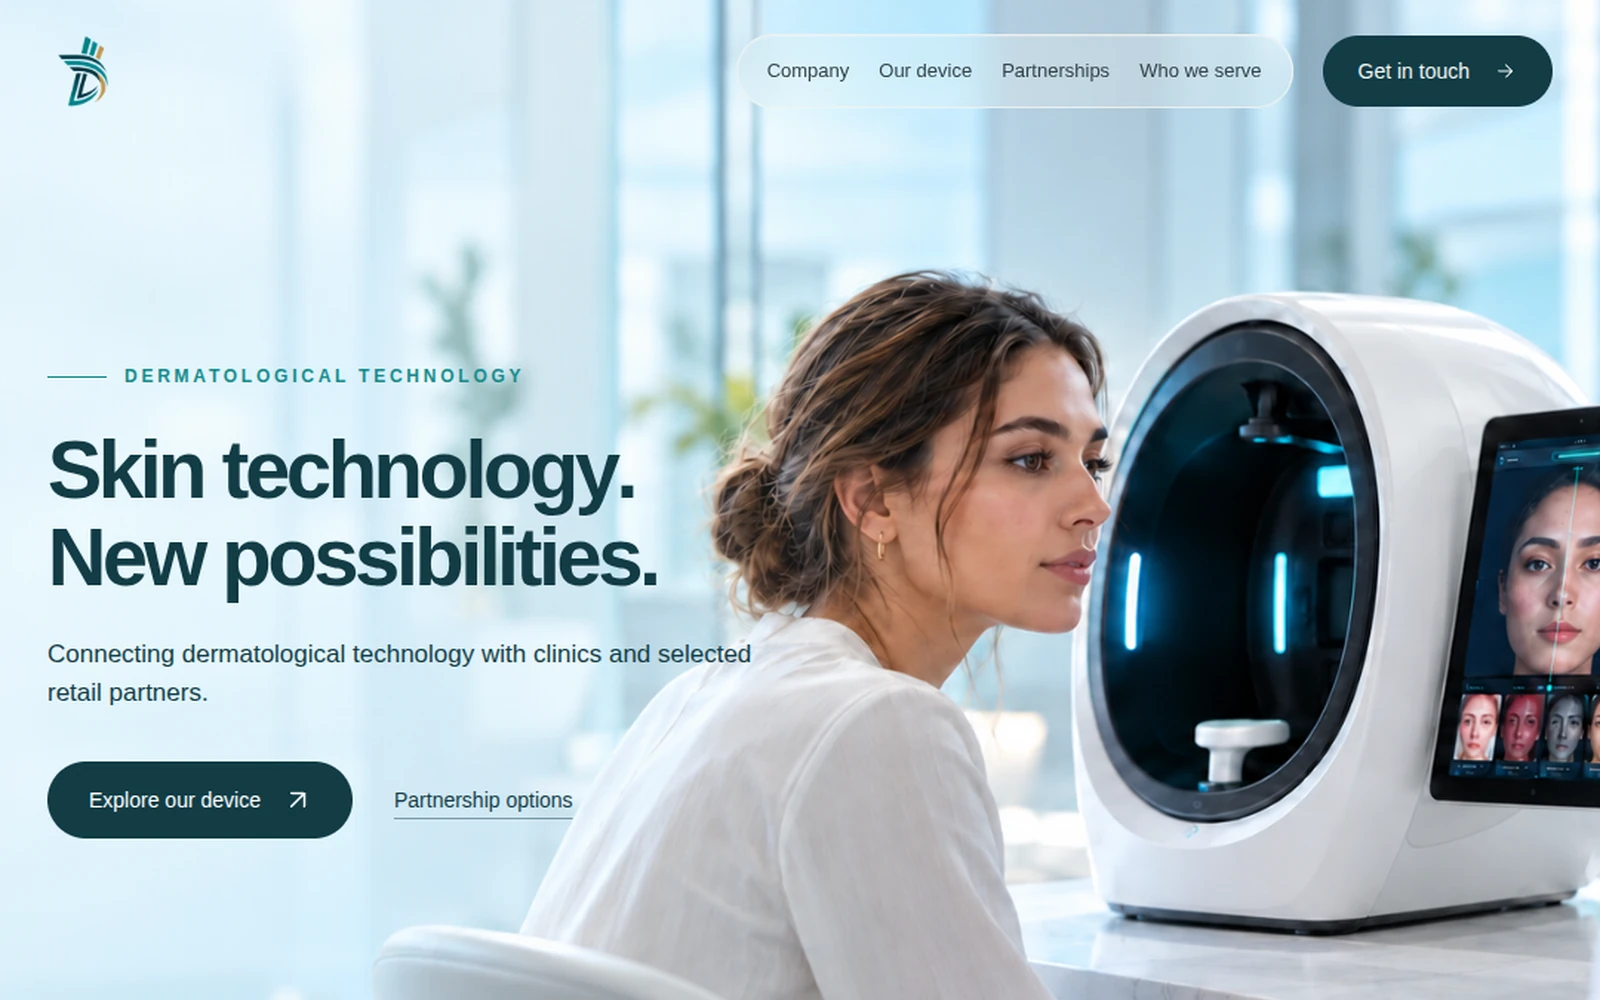 Company
Our device
Partnerships
Who we serve
Get in touch
DERMATOLOGICAL TECHNOLOGY
Skin technology.
New possibilities.
Connecting dermatological technology with clinics and selected
retail partners.
Explore our device
Partnership options